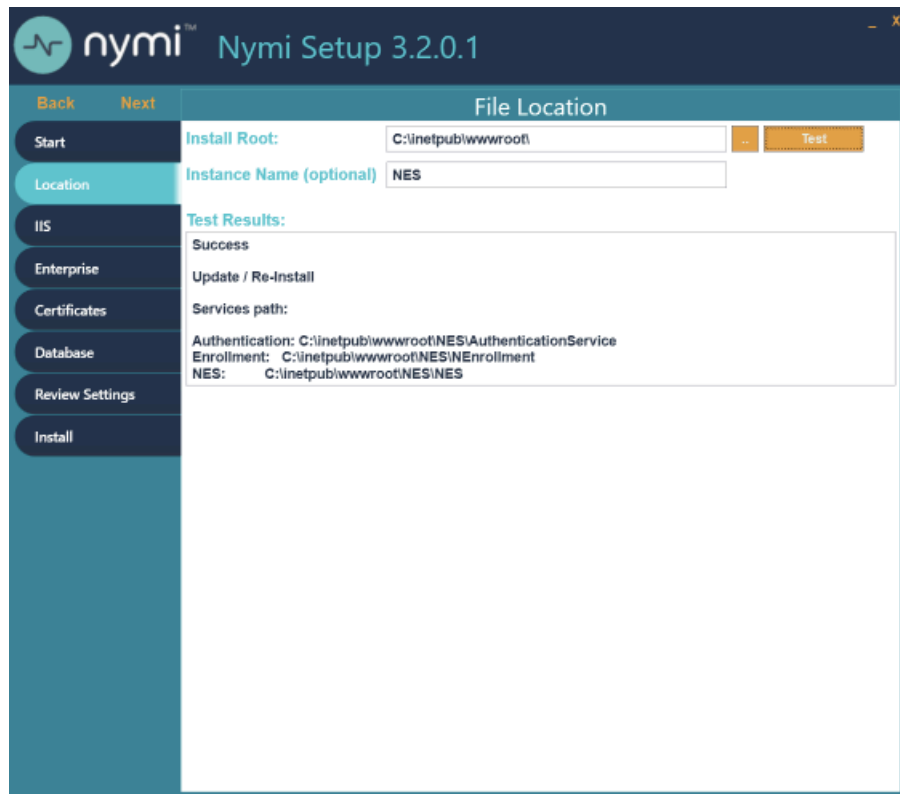 nymi™ Nymi Setup 3.2.0.1
_ X
Back Next
File Location
Start
Location
IIS
Enterprise
Certificates
Database
Review Settings
Install
Install Root: C:\inetpub\wwwroot\ .. Test
Instance Name (optional) NES
Test Results:
Success
Update / Re-Install
Services path:
Authentication: C:\inetpub\wwwroot\NES\AuthenticationService
Enrollment: C:\inetpub\wwwroot\NES\NEnrollment
NES: C:\inetpub\wwwroot\NES\NES